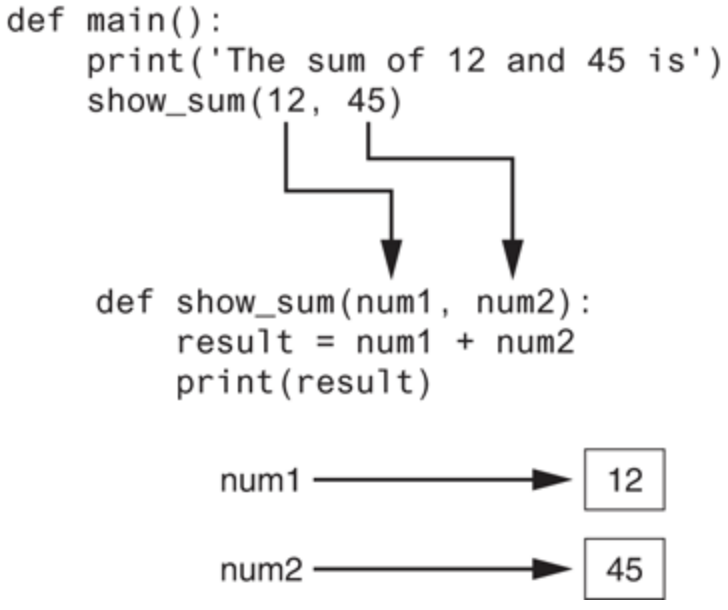 def main():
    print('The sum of 12 and 45 is')
    show_sum(12, 45)
def show_sum(num1, num2):
    result = num1 + num2
    print(result)
num1 12
num2 45